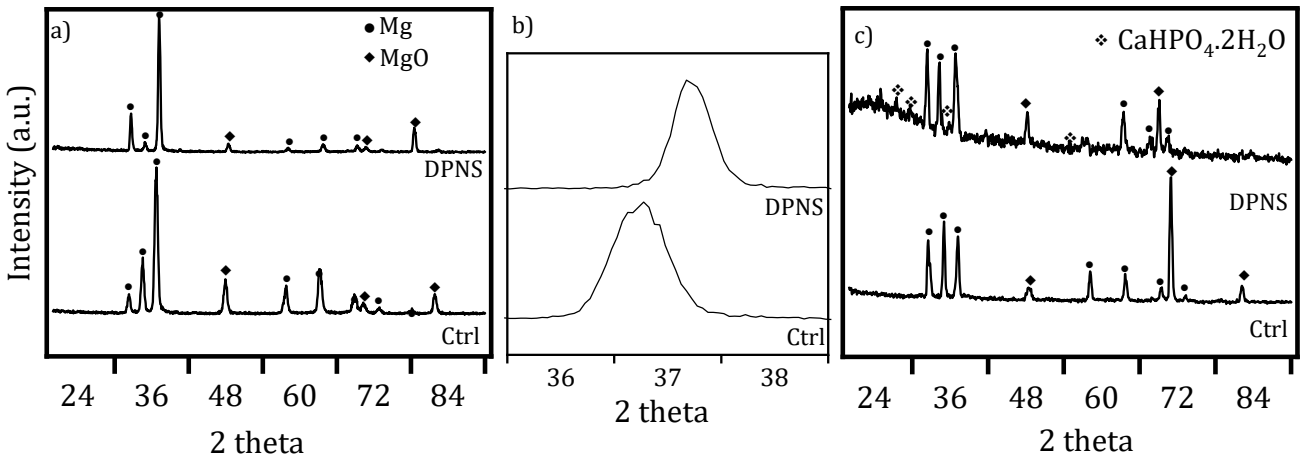 Intensity (a.u.)
a)
● Mg
◆ MgO
DPNS
Ctrl
24 36 48 60 72 84
2 theta
b)
DPNS
Ctrl
36 37 38
2 theta
c)
CaHPO₄.2H₂O
DPNS
Ctrl
24 36 48 60 72 84
2 theta